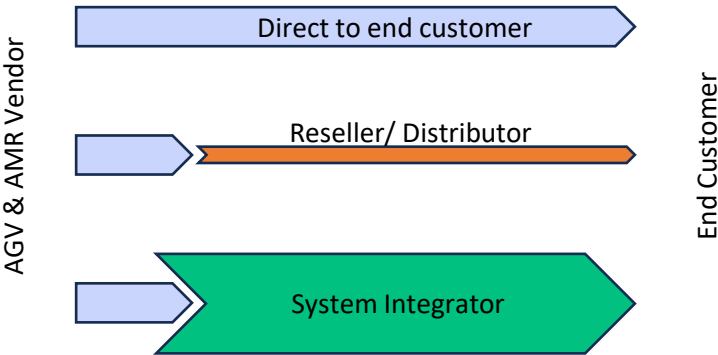 AGV & AMR Vendor
Direct to end customer
Reseller/ Distributor
System Integrator
End Customer